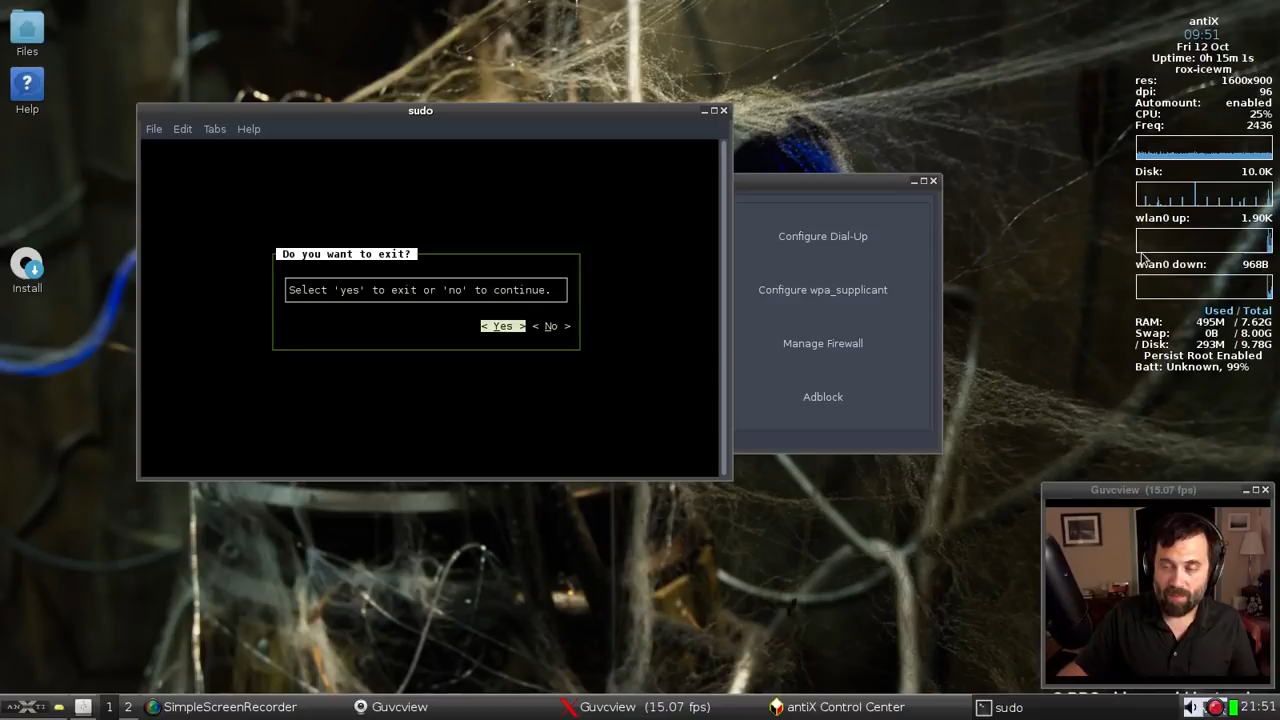 Files
Help
Install
sudo
File Edit Tabs Help
Do you want to exit?
Select 'yes' to exit or 'no' to continue.
< Yes > < No >
Configure Dial-Up
Configure wpa_supplicant
Manage Firewall
Adblock
antiX
09:51
Fri 12 Oct
Uptime: 0h 15m 1s
rox-icewm
res: 1600x900
dpi: 96
Automount: enabled
CPU: 25%
Freq: 2436
Disk: 10.0K
wlan0 up: 1.90K
wlan0 down: 968B
Used / Total
RAM: 495M / 7.62G
Swap: 0B / 8.00G
/ Disk: 293M / 9.78G
Persist Root Enabled
Batt: Unknown, 99%
Guvcview (15.07 fps)
ANTIX 1 2 SimpleScreenRecorder Guvcview Guvcview (15.07 fps) antiX Control Center sudo 21:51